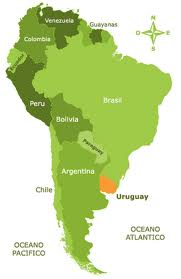 Venezuela
Guayanas
Colombia
N
O E
S
Peru
Brasil
Bolivia
Paraguay
Argentina
Chile
Uruguay
OCEANO
PACIFICO
OCEANO
ATLANTICO